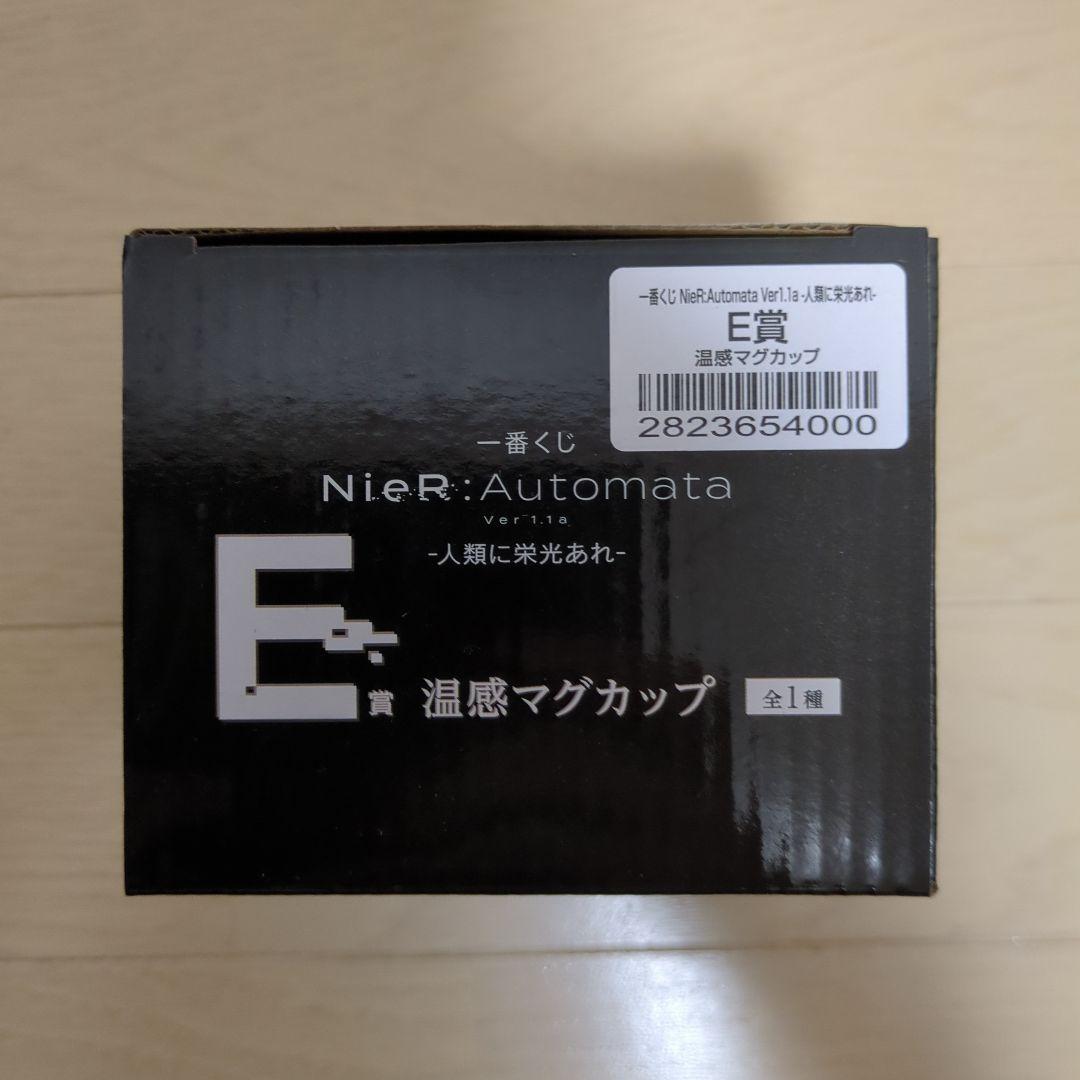 一番くじ NieR:Automata Ver1.1a -人類に栄光あれ-
E賞
温感マグカップ
2823654000
一番くじ
NieR:Automata
Ver1.1a
-人類に栄光あれ-
E賞 温感マグカップ 全1種